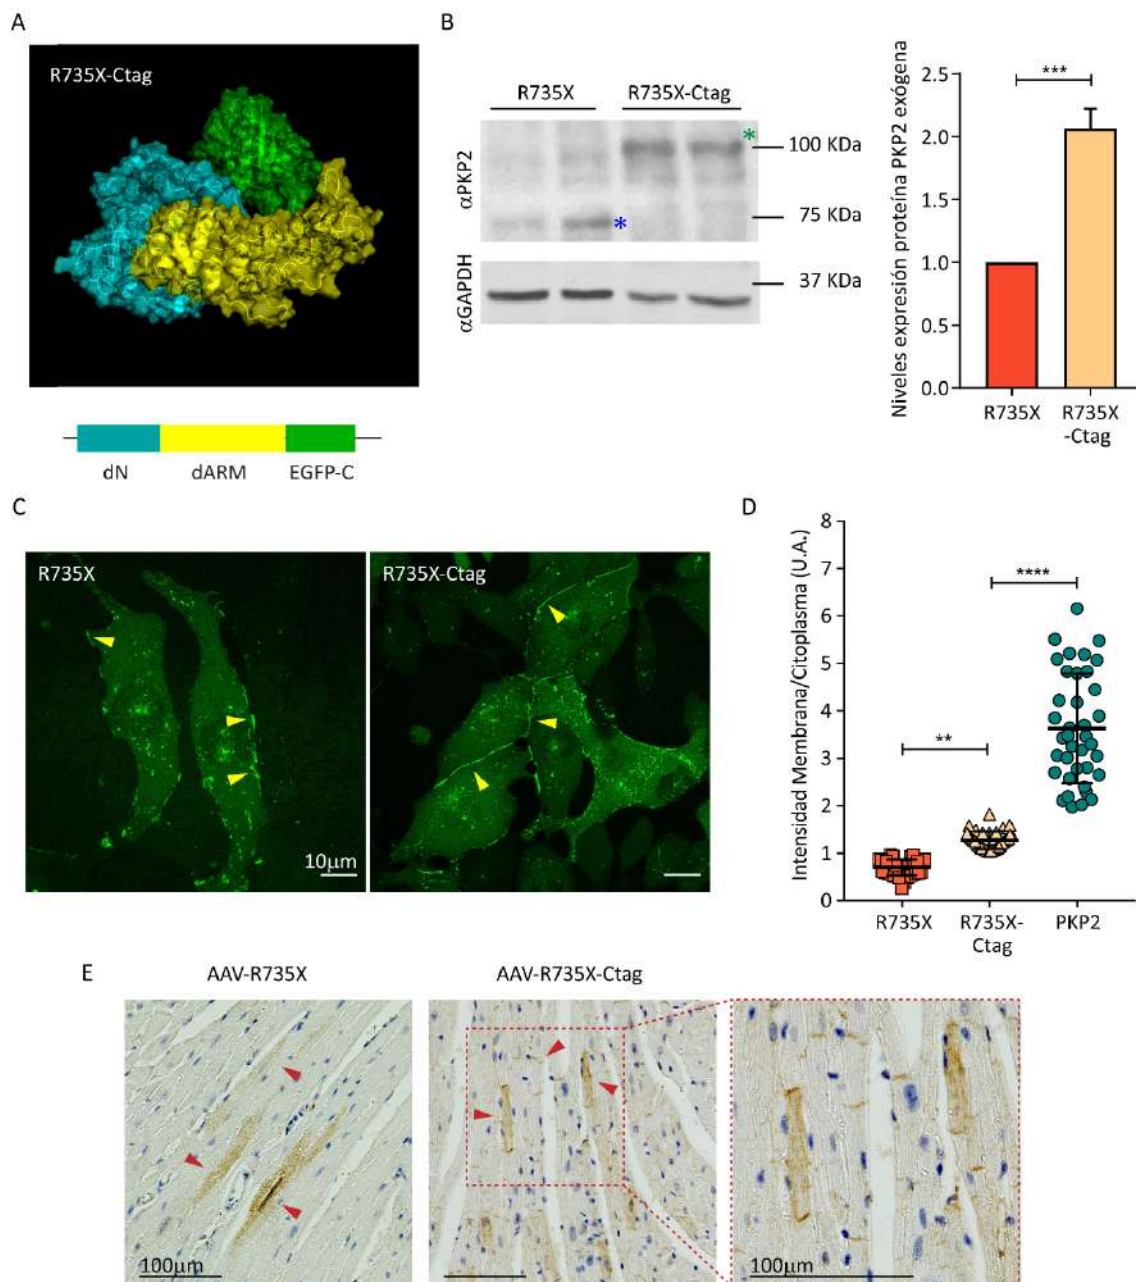 A
R735X-Ctag
dN
dARM
EGFP-C
B
R735X
R735X-Ctag
αPKP2
*
100 KDa
*
75 KDa
αGAPDH
37 KDa
Niveles expresión proteína PKP2 exógena
2.5
2.0
1.5
1.0
0.5
0.0
***
R735X
R735X
-Ctag
C
R735X
10µm
R735X-Ctag
D
Intensidad Membrana/Citoplasma (U.A.)
8
7
6
5
4
3
2
1
0
**
****
R735X
R735X-
Ctag
PKP2
E
AAV-R735X
AAV-R735X-Ctag
100µm
100µm